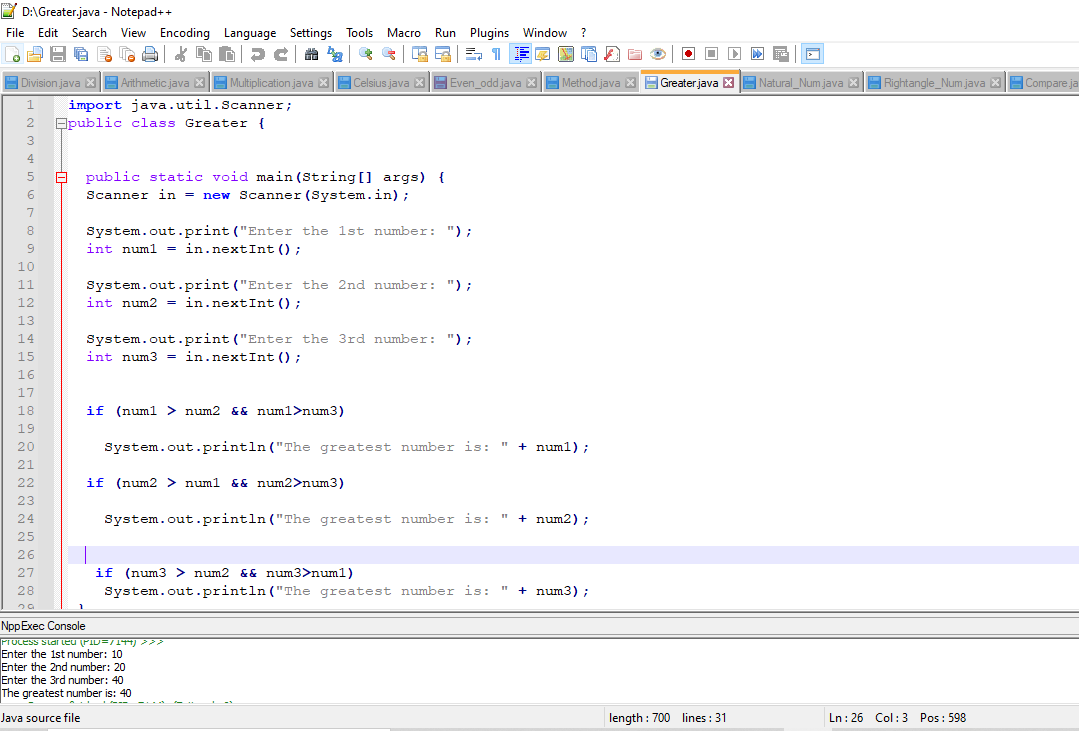 D:\Greater.java - Notepad++
File Edit Search View Encoding Language Settings Tools Macro Run Plugins Window ?
Division.java Arithmetic.java Multiplication.java Celsius.java Even_odd.java Method.java Greater.java Natural_Num.java Rightangle_Num.java Compare.ja
1 import java.util.Scanner;
2 public class Greater {
3
4
5 public static void main(String[] args) {
6 Scanner in = new Scanner(System.in);
7
8 System.out.print("Enter the 1st number: ");
9 int num1 = in.nextInt();
10
11 System.out.print("Enter the 2nd number: ");
12 int num2 = in.nextInt();
13
14 System.out.print("Enter the 3rd number: ");
15 int num3 = in.nextInt();
16
17
18 if (num1 > num2 && num1>num3)
19
20 System.out.println("The greatest number is: " + num1);
21
22 if (num2 > num1 && num2>num3)
23
24 System.out.println("The greatest number is: " + num2);
25
26
27 if (num3 > num2 && num3>num1)
28 System.out.println("The greatest number is: " + num3);
29 }
NppExec Console
Process started (PID=7144) >>>
Enter the 1st number: 10
Enter the 2nd number: 20
Enter the 3rd number: 40
The greatest number is: 40
Java source file length : 700 lines : 31 Ln : 26 Col : 3 Pos : 598